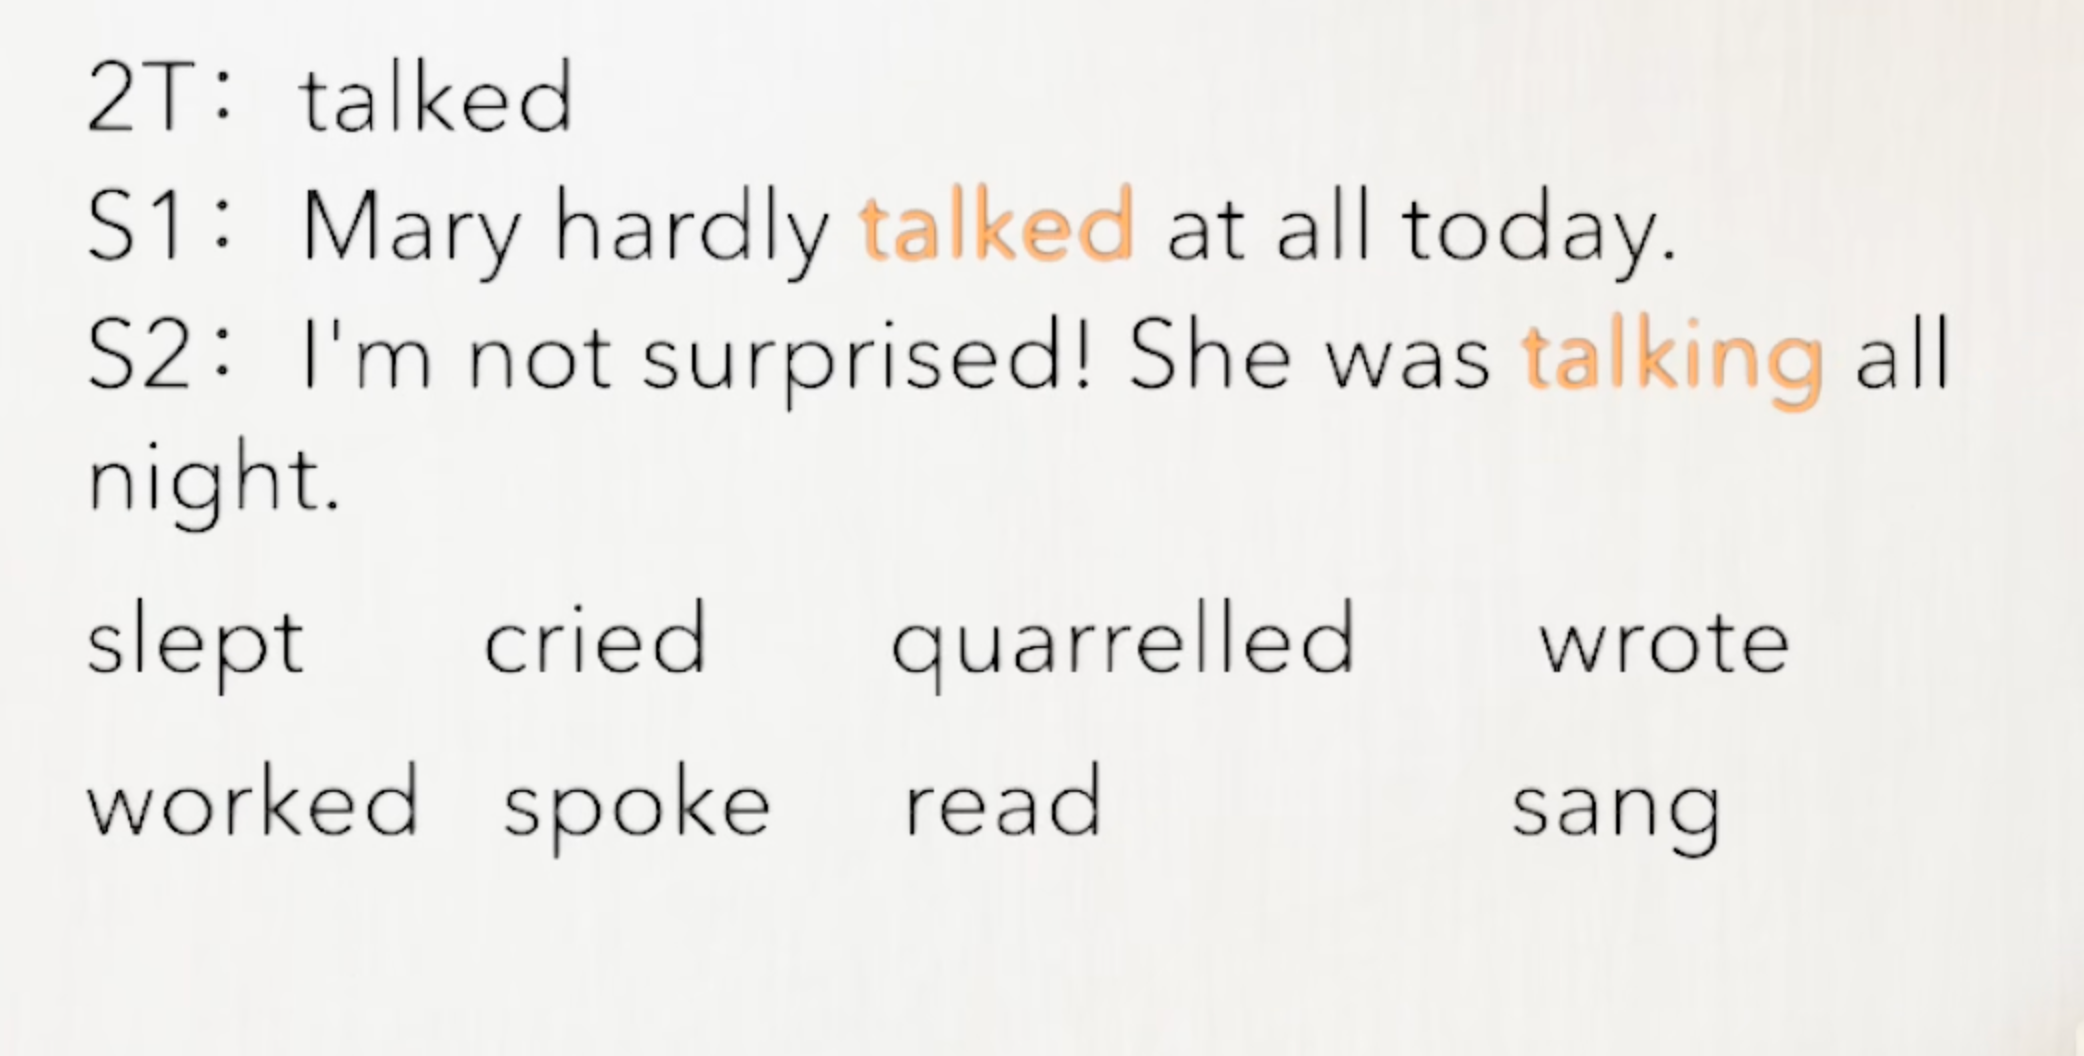 2T: talked
S1: Mary hardly talked at all today.
S2: I'm not surprised! She was talking all
night.
slept cried quarrelled wrote
worked spoke read sang